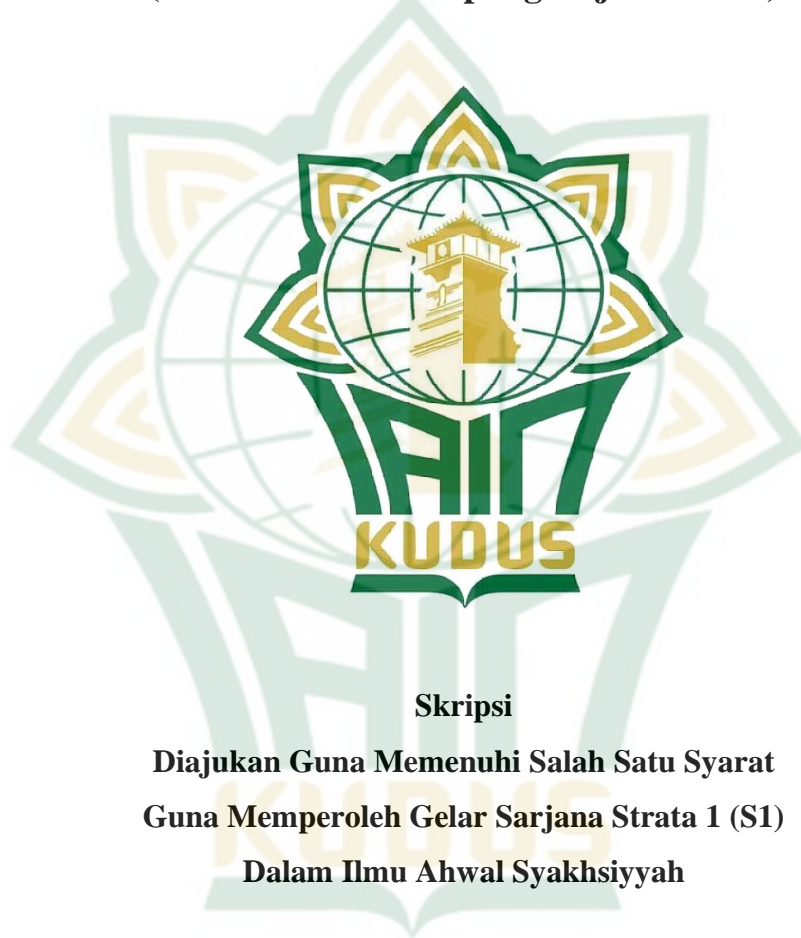 IAIN
KUDUS
Skripsi
Diajukan Guna Memenuhi Salah Satu Syarat
Guna Memperoleh Gelar Sarjana Strata 1 (S1)
Dalam Ilmu Ahwal Syakhsiyyah